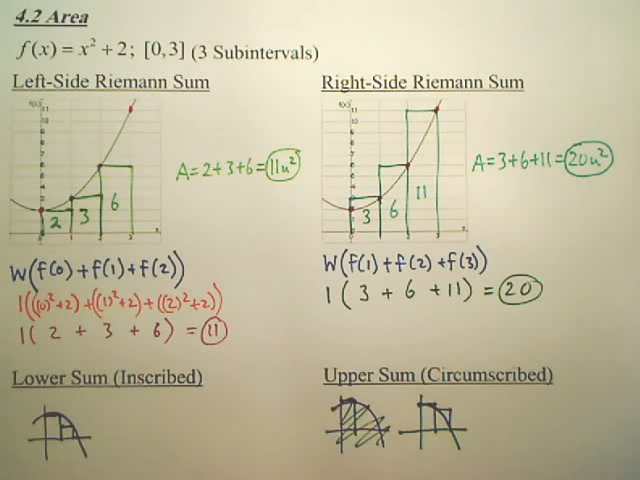 4.2 Area
f(x) = x² + 2; [0,3] (3 Subintervals)
Left-Side Riemann Sum
2 3 6
A = 2+3+6 = 11u²
W(f(0) + f(1) + f(2))
1(((0)²+2) + ((1)²+2) + ((2)²+2))
1( 2 + 3 + 6 ) = 11
Right-Side Riemann Sum
3 6 11
A = 3+6+11 = 20u²
W(f(1) + f(2) + f(3))
1( 3 + 6 + 11 ) = 20
Lower Sum (Inscribed)
Upper Sum (Circumscribed)